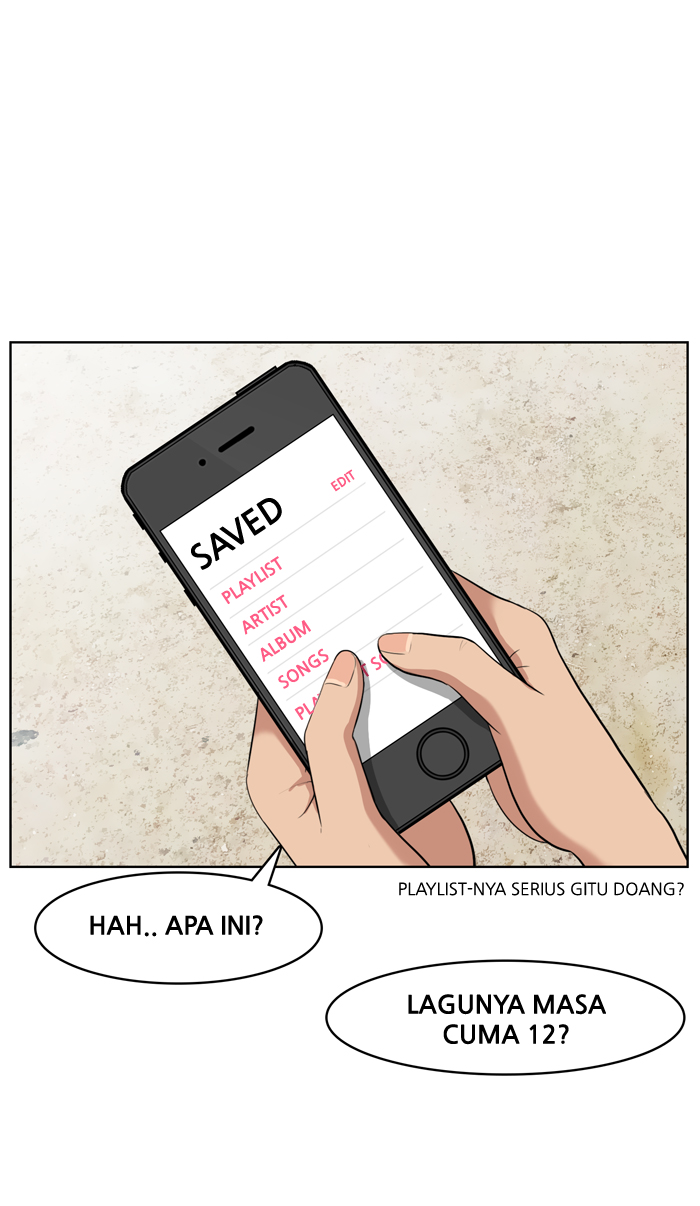 SAVED
EDIT
PLAYLIST
ARTIST
ALBUM
SONGS
HAH.. APA INI?
PLAYLIST-NYA SERIUS GITU DOANG?
LAGUNYA MASA
CUMA 12?